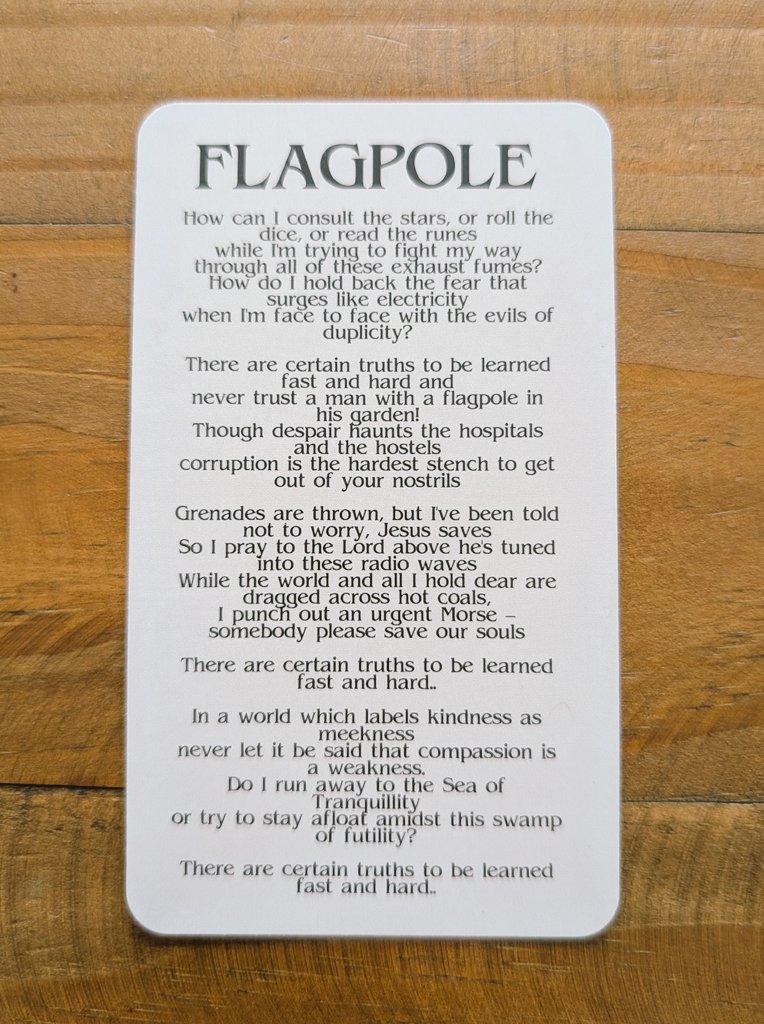 FLAGPOLE
How can I consult the stars, or roll the
dice, or read the runes
while I'm trying to fight my way
through all of these exhaust fumes?
How do I hold back the fear that
surges like electricity
when I'm face to face with the evils of
duplicity?
There are certain truths to be learned
fast and hard and
never trust a man with a flagpole in
his garden!
Though despair haunts the hospitals
and the hostels
corruption is the hardest stench to get
out of your nostrils
Grenades are thrown, but I've been told
not to worry, Jesus saves
So I pray to the Lord above he's tuned
into these radio waves
While the world and all I hold dear are
dragged across hot coals,
I punch out an urgent Morse –
somebody please save our souls
There are certain truths to be learned
fast and hard..
In a world which labels kindness as
meekness
never let it be said that compassion is
a weakness.
Do I run away to the Sea of
Tranquillity
or try to stay afloat amidst this swamp
of futility?
There are certain truths to be learned
fast and hard..